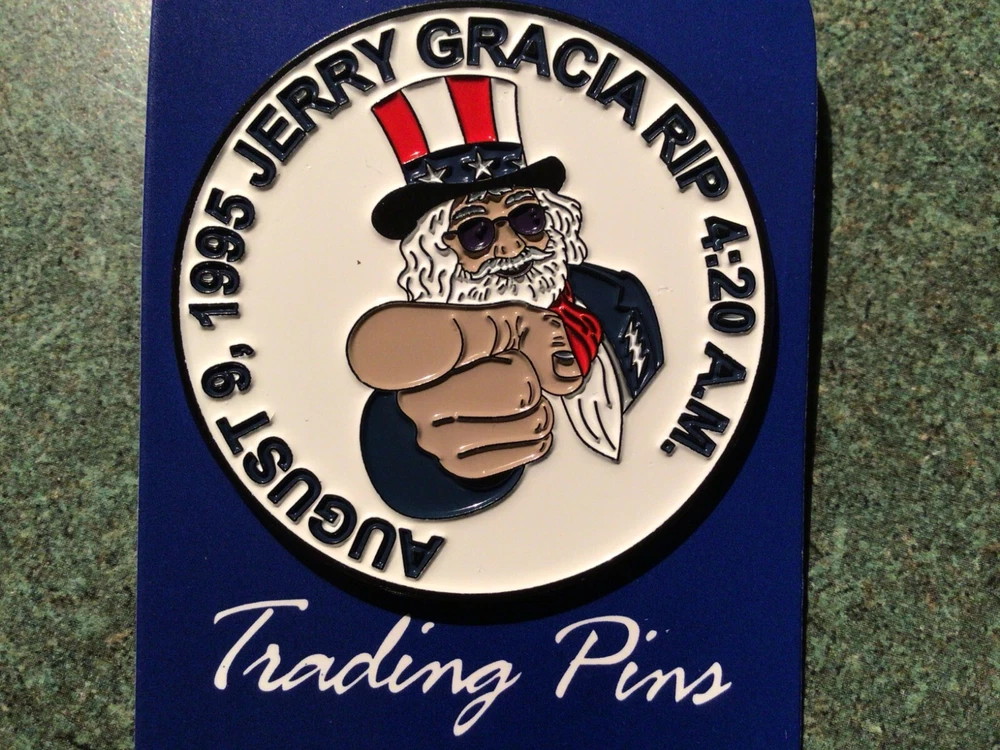 AUGUST 9, 1995 JERRY GRACIA RIP 4:20 A.M.
Trading Pins